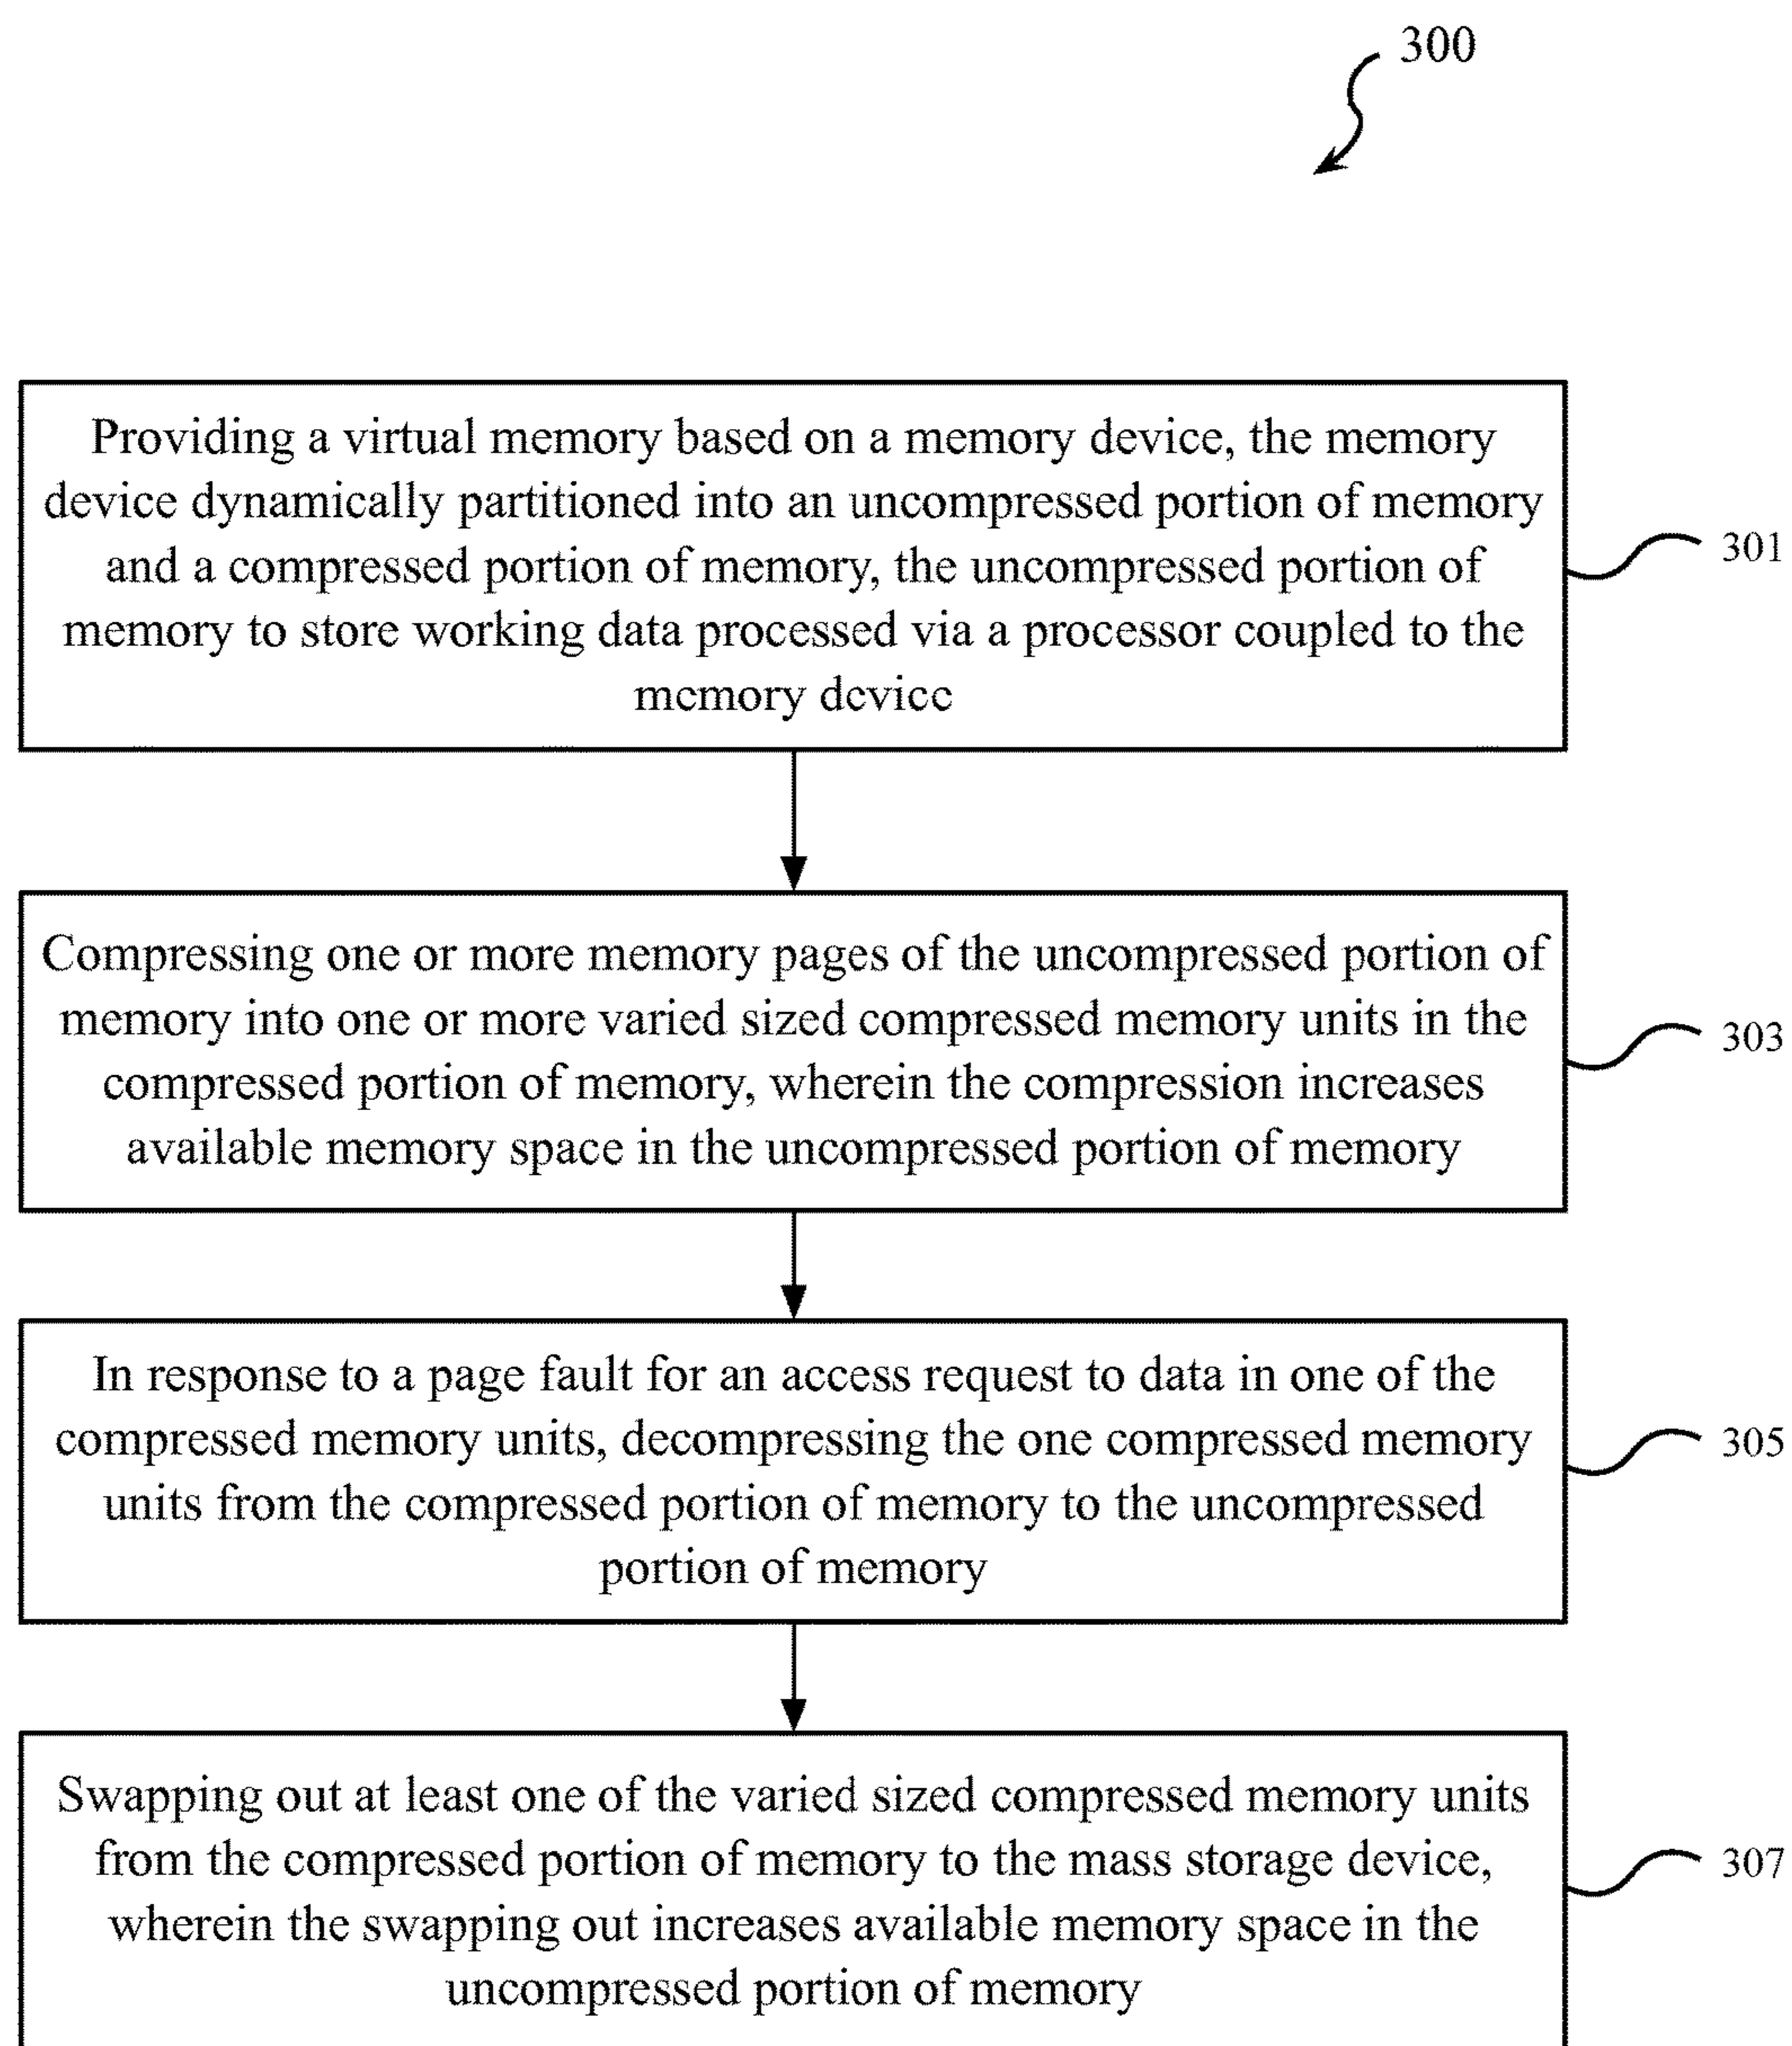 300
Providing a virtual memory based on a memory device, the memory
device dynamically partitioned into an uncompressed portion of memory
and a compressed portion of memory, the uncompressed portion of
memory to store working data processed via a processor coupled to the
memory device
301
Compressing one or more memory pages of the uncompressed portion of
memory into one or more varied sized compressed memory units in the
compressed portion of memory, wherein the compression increases
available memory space in the uncompressed portion of memory
303
In response to a page fault for an access request to data in one of the
compressed memory units, decompressing the one compressed memory
units from the compressed portion of memory to the uncompressed
portion of memory
305
Swapping out at least one of the varied sized compressed memory units
from the compressed portion of memory to the mass storage device,
wherein the swapping out increases available memory space in the
uncompressed portion of memory
307